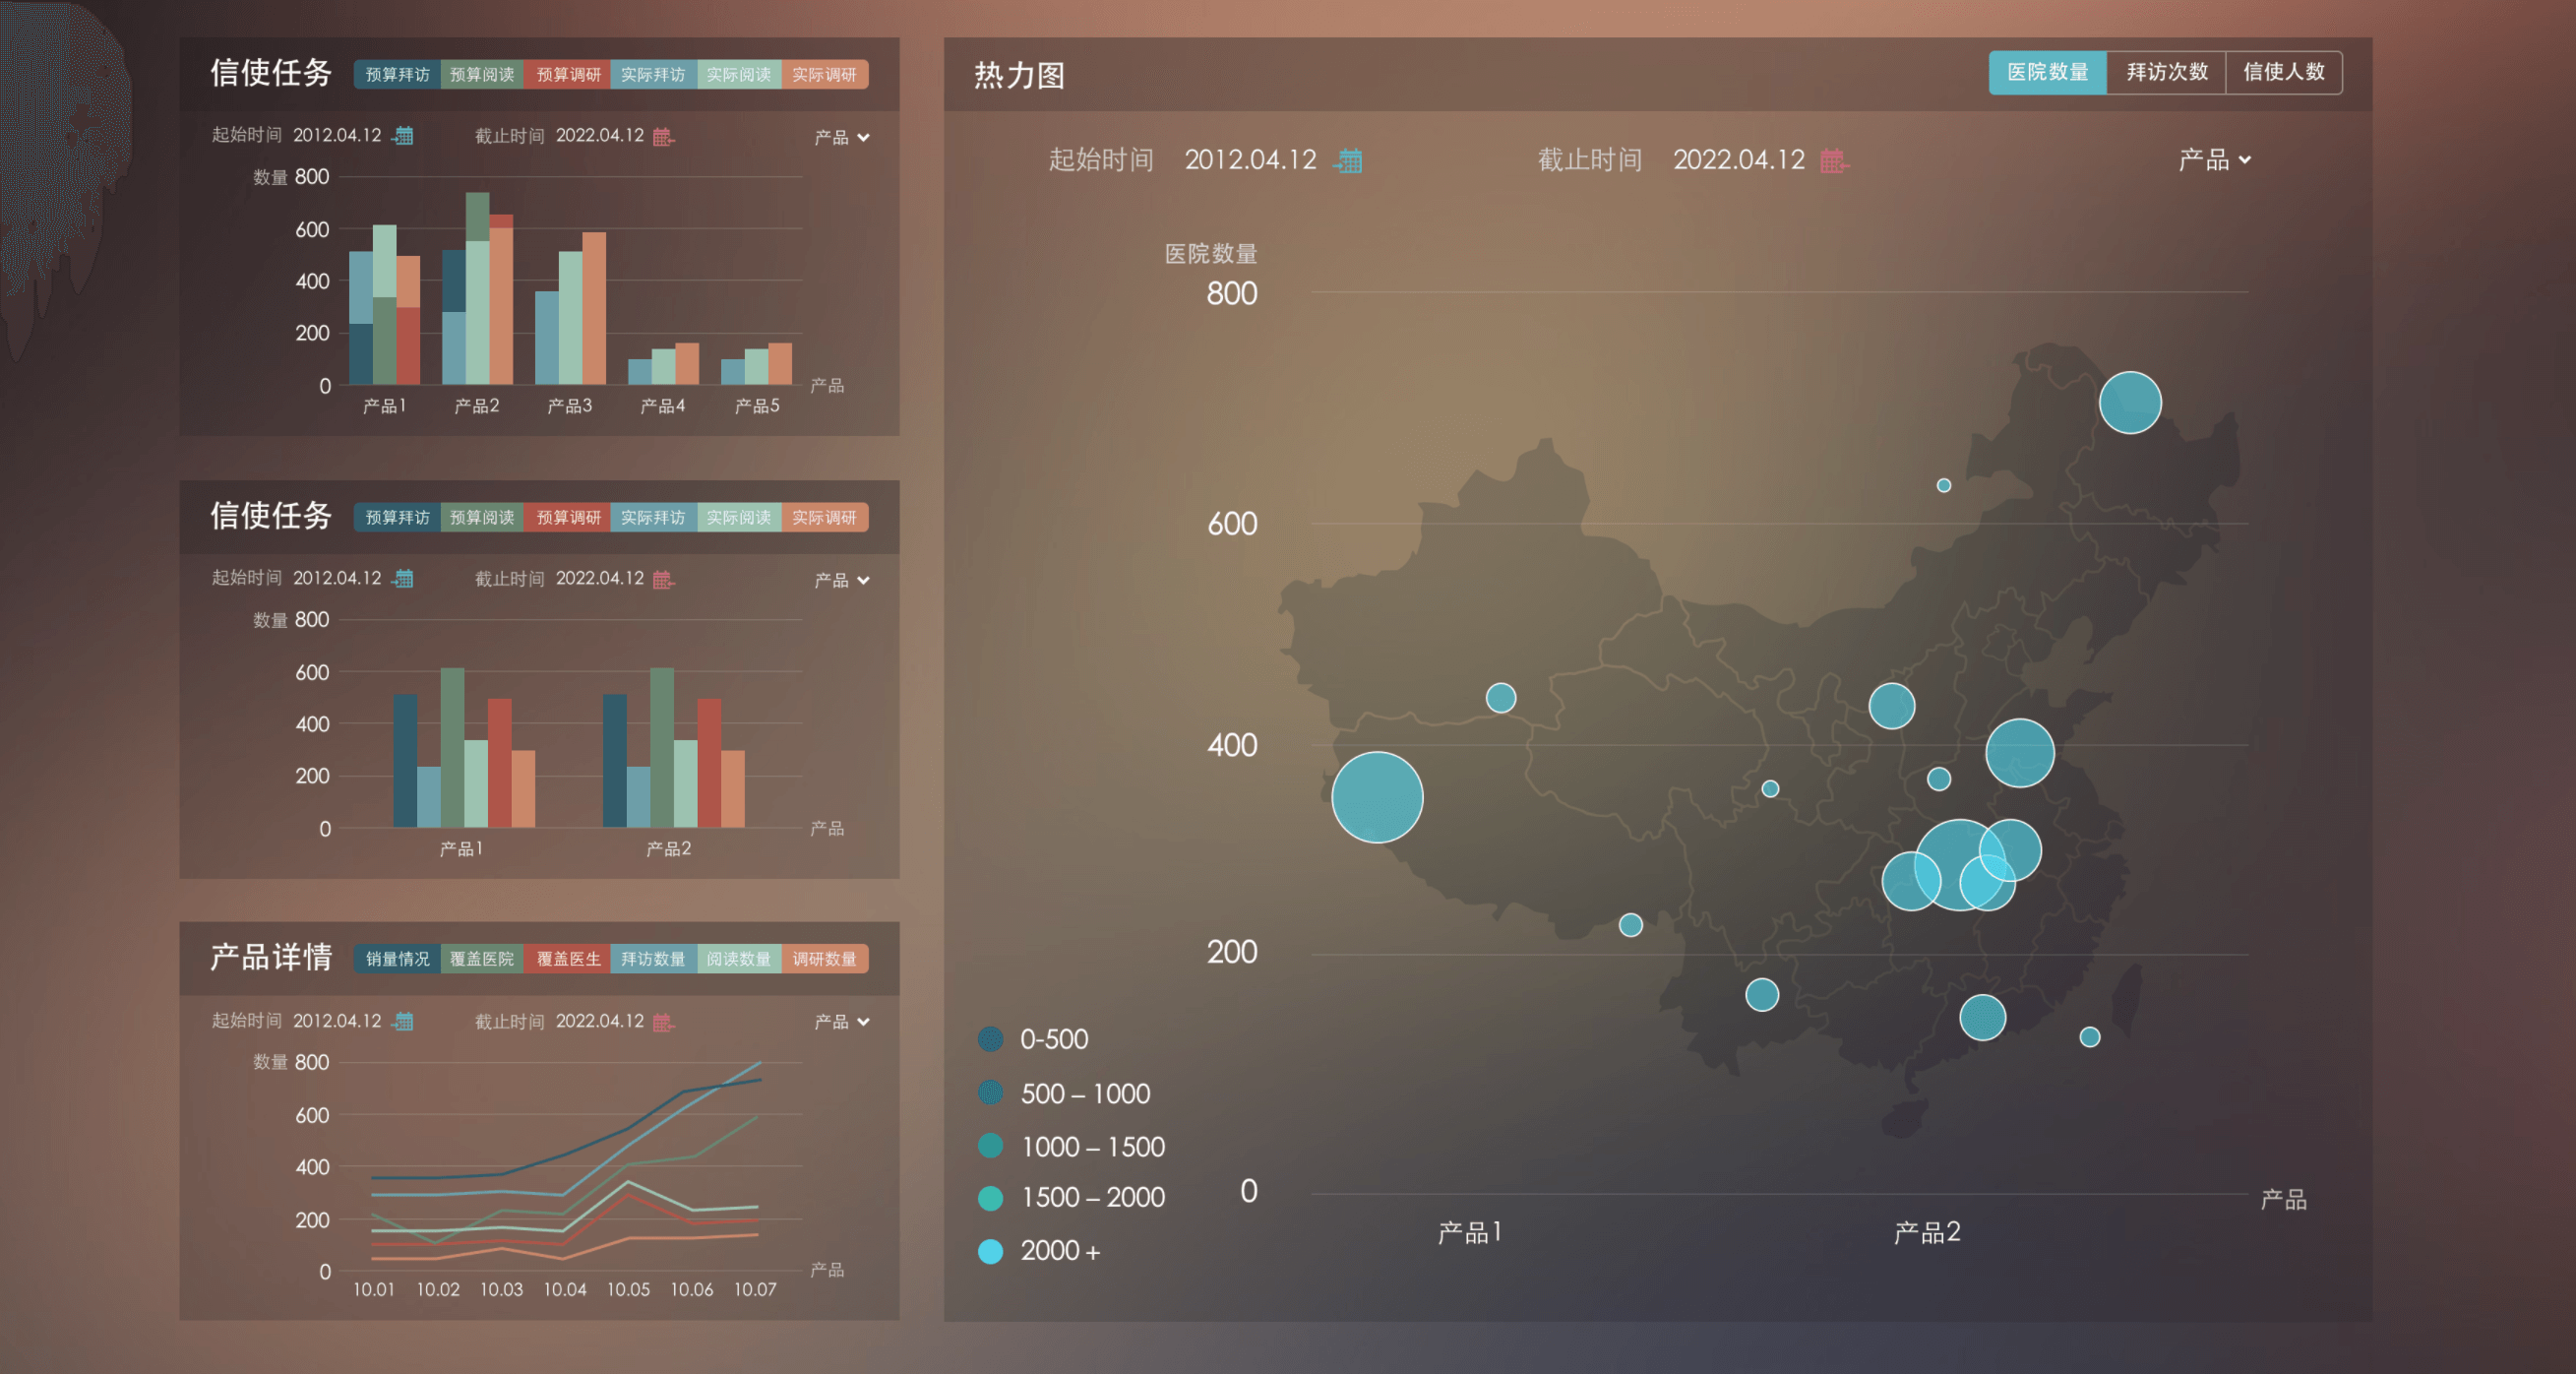 信使任务 预算拜访 预算阅读 预算调研 实际拜访 实际阅读 实际调研
起始时间 2012.04.12 截止时间 2022.04.12 产品
数量 800
600
400
200
0 产品
产品1 产品2 产品3 产品4 产品5
信使任务 预算拜访 预算阅读 预算调研 实际拜访 实际阅读 实际调研
起始时间 2012.04.12 截止时间 2022.04.12 产品
数量 800
600
400
200
0 产品
产品1 产品2
产品详情 销量情况 覆盖医院 覆盖医生 拜访数量 阅读数量 调研数量
起始时间 2012.04.12 截止时间 2022.04.12 产品
数量 800
600
400
200
0 产品
10.01 10.02 10.03 10.04 10.05 10.06 10.07
热力图 医院数量 拜访次数 信使人数
起始时间 2012.04.12 截止时间 2022.04.12 产品
医院数量
800
600
400
200
0 产品
产品1 产品2
0-500
500 – 1000
1000 – 1500
1500 – 2000
2000 +